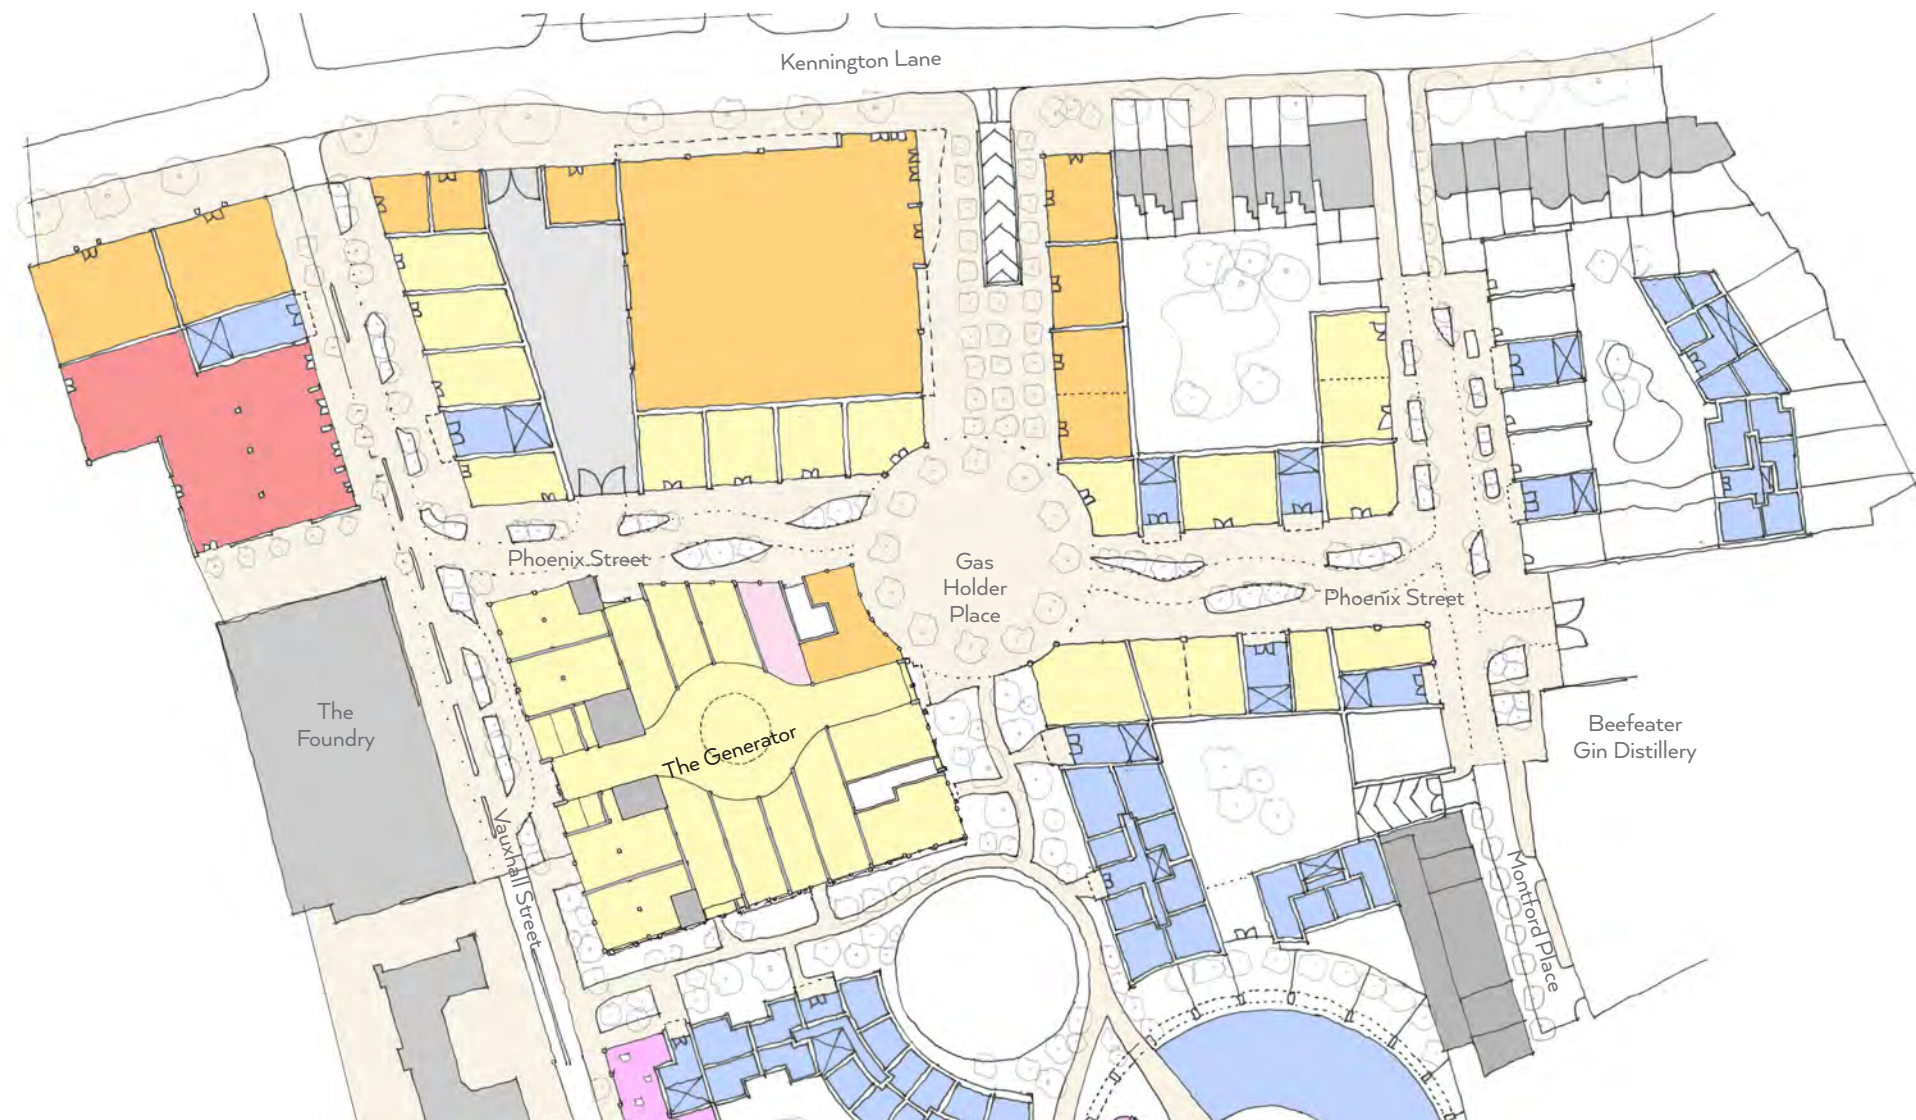 Kennington Lane
Phoenix Street
Gas
Holder
Place
Phoenix Street
The
Foundry
The Generator
Beefeater
Gin Distillery
Vauxhall Street
Montford Place